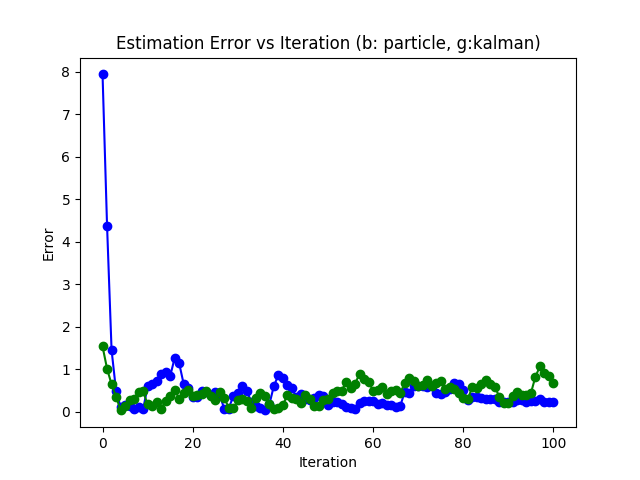 Estimation Error vs Iteration (b: particle, g:kalman)
8
7
6
5
4
3
2
1
0
Error
0 20 40 60 80 100
Iteration